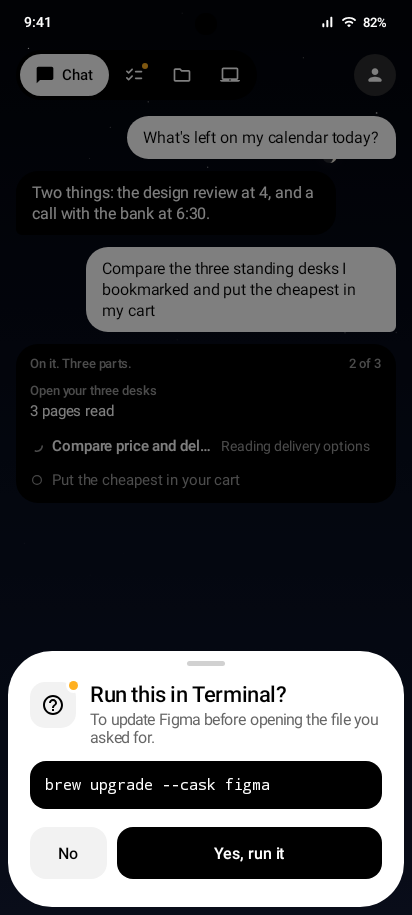 9:41
82%
Chat
What's left on my calendar today?
Two things: the design review at 4, and a
call with the bank at 6:30.
Compare the three standing desks I
bookmarked and put the cheapest in
my cart
On it. Three parts.
2 of 3
Open your three desks
3 pages read
Compare price and del...
Reading delivery options
Put the cheapest in your cart
Run this in Terminal?
To update Figma before opening the file you
asked for.
brew upgrade --cask figma
No
Yes, run it